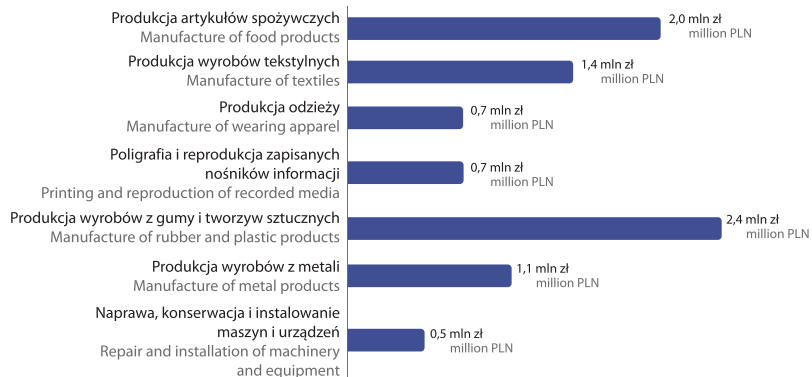 Produkcja artykułów spożywczych
Manufacture of food products
2,0 mln zł
million PLN
Produkcja wyrobów tekstylnych
Manufacture of textiles
1,4 mln zł
million PLN
Produkcja odzieży
Manufacture of wearing apparel
0,7 mln zł
million PLN
Poligrafia i reprodukcja zapisanych
nośników informacji
Printing and reproduction of recorded media
0,7 mln zł
million PLN
Produkcja wyrobów z gumy i tworzyw sztucznych
Manufacture of rubber and plastic products
2,4 mln zł
million PLN
Produkcja wyrobów z metali
Manufacture of metal products
1,1 mln zł
million PLN
Naprawa, konserwacja i instalowanie
maszyn i urządzeń
Repair and installation of machinery
and equipment
0,5 mln zł
million PLN